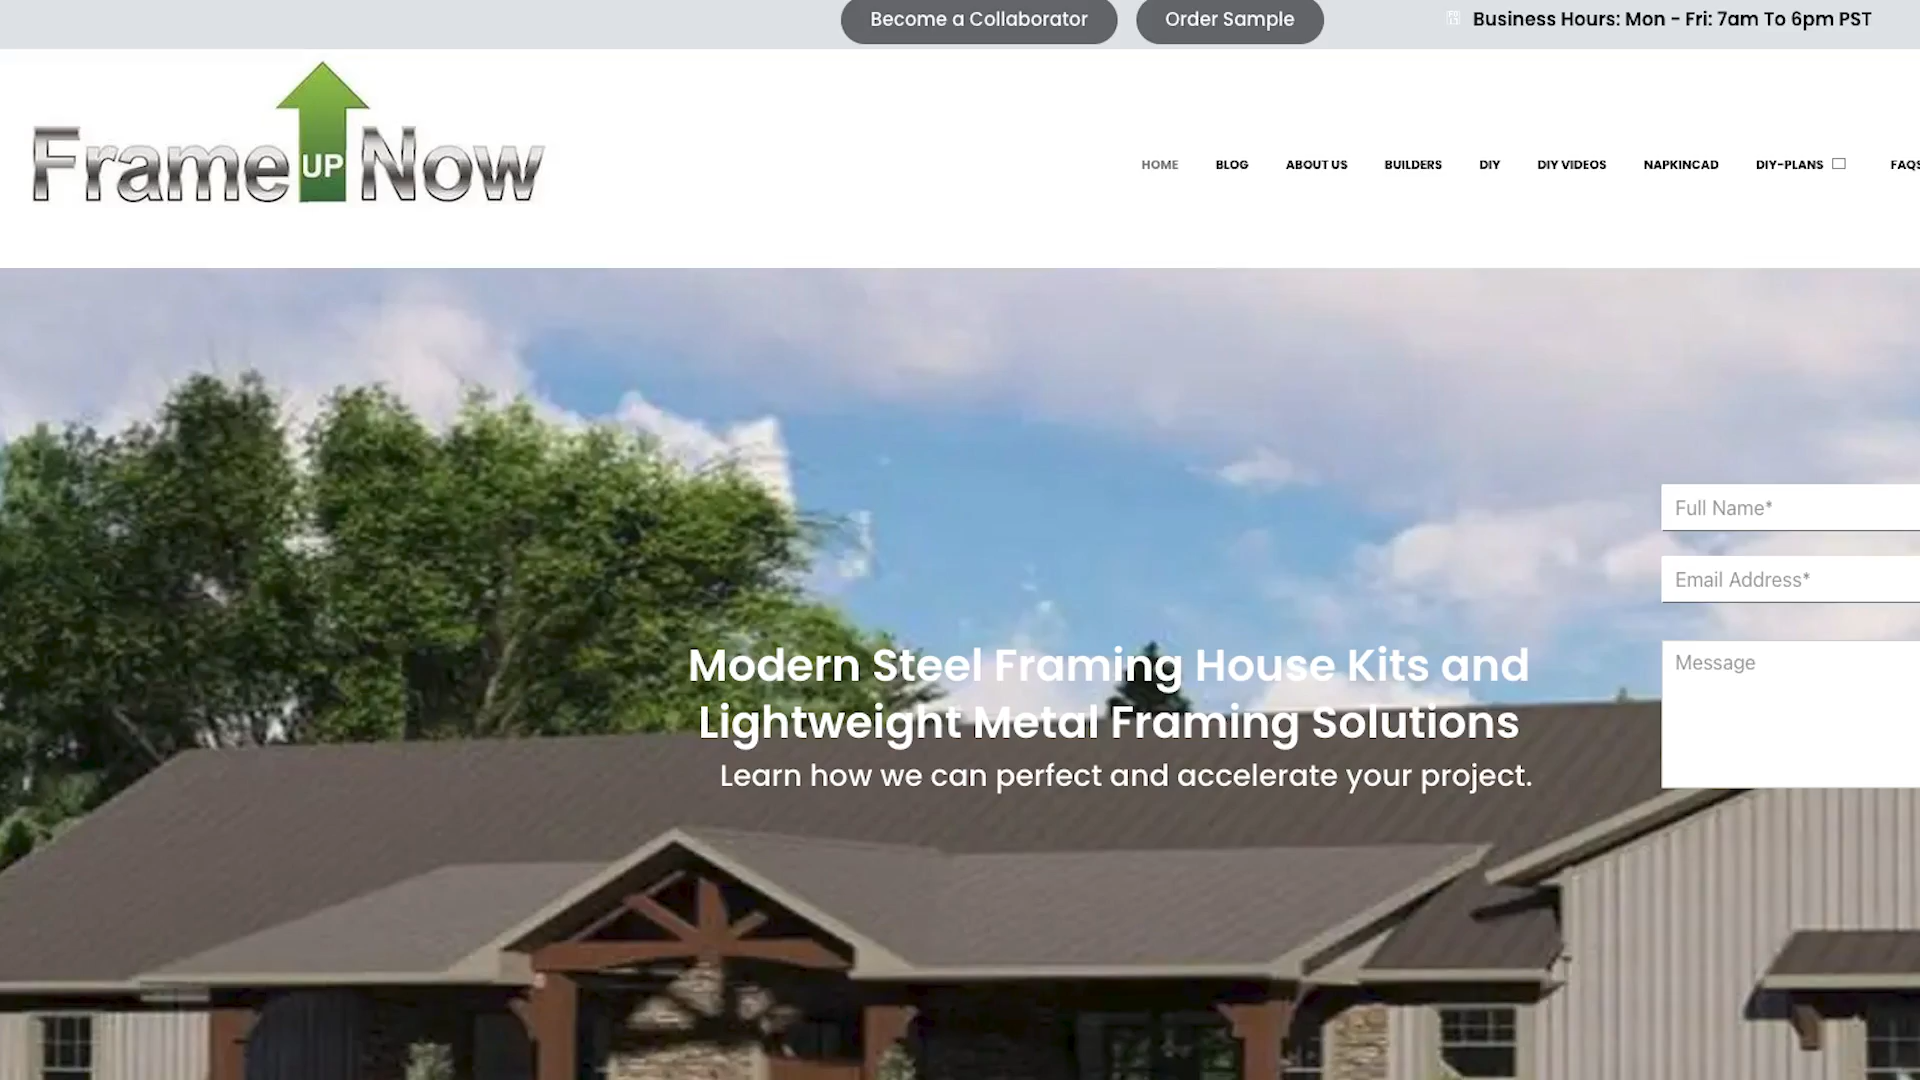 Become a Collaborator
Order Sample
Business Hours: Mon - Fri: 7am To 6pm PST
Frame UP Now
HOME
BLOG
ABOUT US
BUILDERS
DIY
DIY VIDEOS
NAPKINCAD
DIY-PLANS
FAQS
Full Name*
Email Address*
Message
Modern Steel Framing House Kits and
Lightweight Metal Framing Solutions
Learn how we can perfect and accelerate your project.